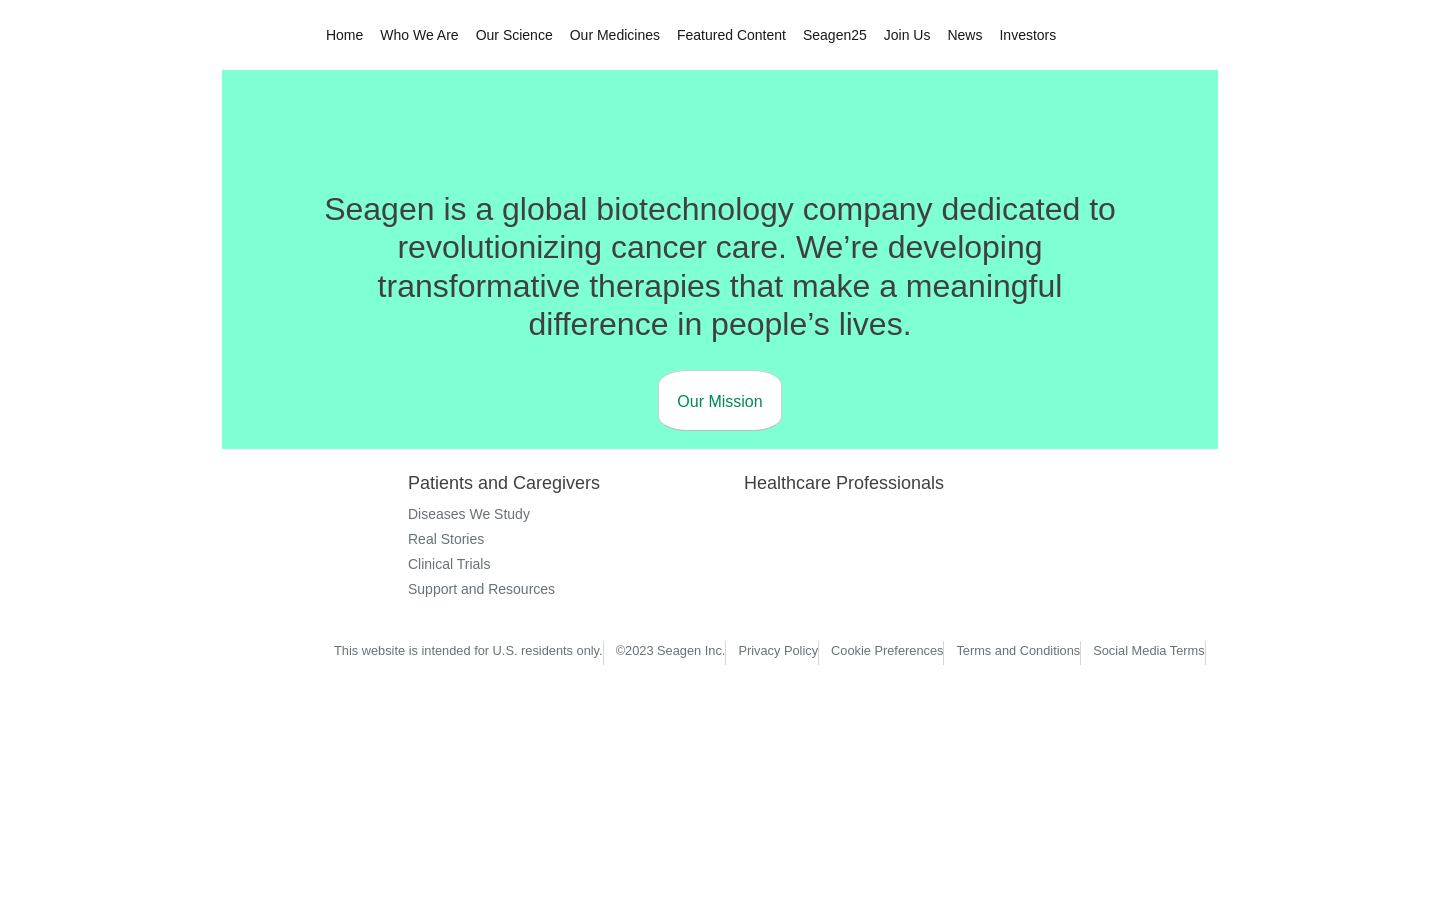 Home Who We Are Our Science Our Medicines Featured Content Seagen25 Join Us News Investors
Seagen is a global biotechnology company dedicated to
revolutionizing cancer care. We’re developing
transformative therapies that make a meaningful
difference in people’s lives.
Our Mission
Patients and Caregivers
Diseases We Study
Real Stories
Clinical Trials
Support and Resources
Healthcare Professionals
This website is intended for U.S. residents only. ©2023 Seagen Inc. Privacy Policy Cookie Preferences Terms and Conditions Social Media Terms